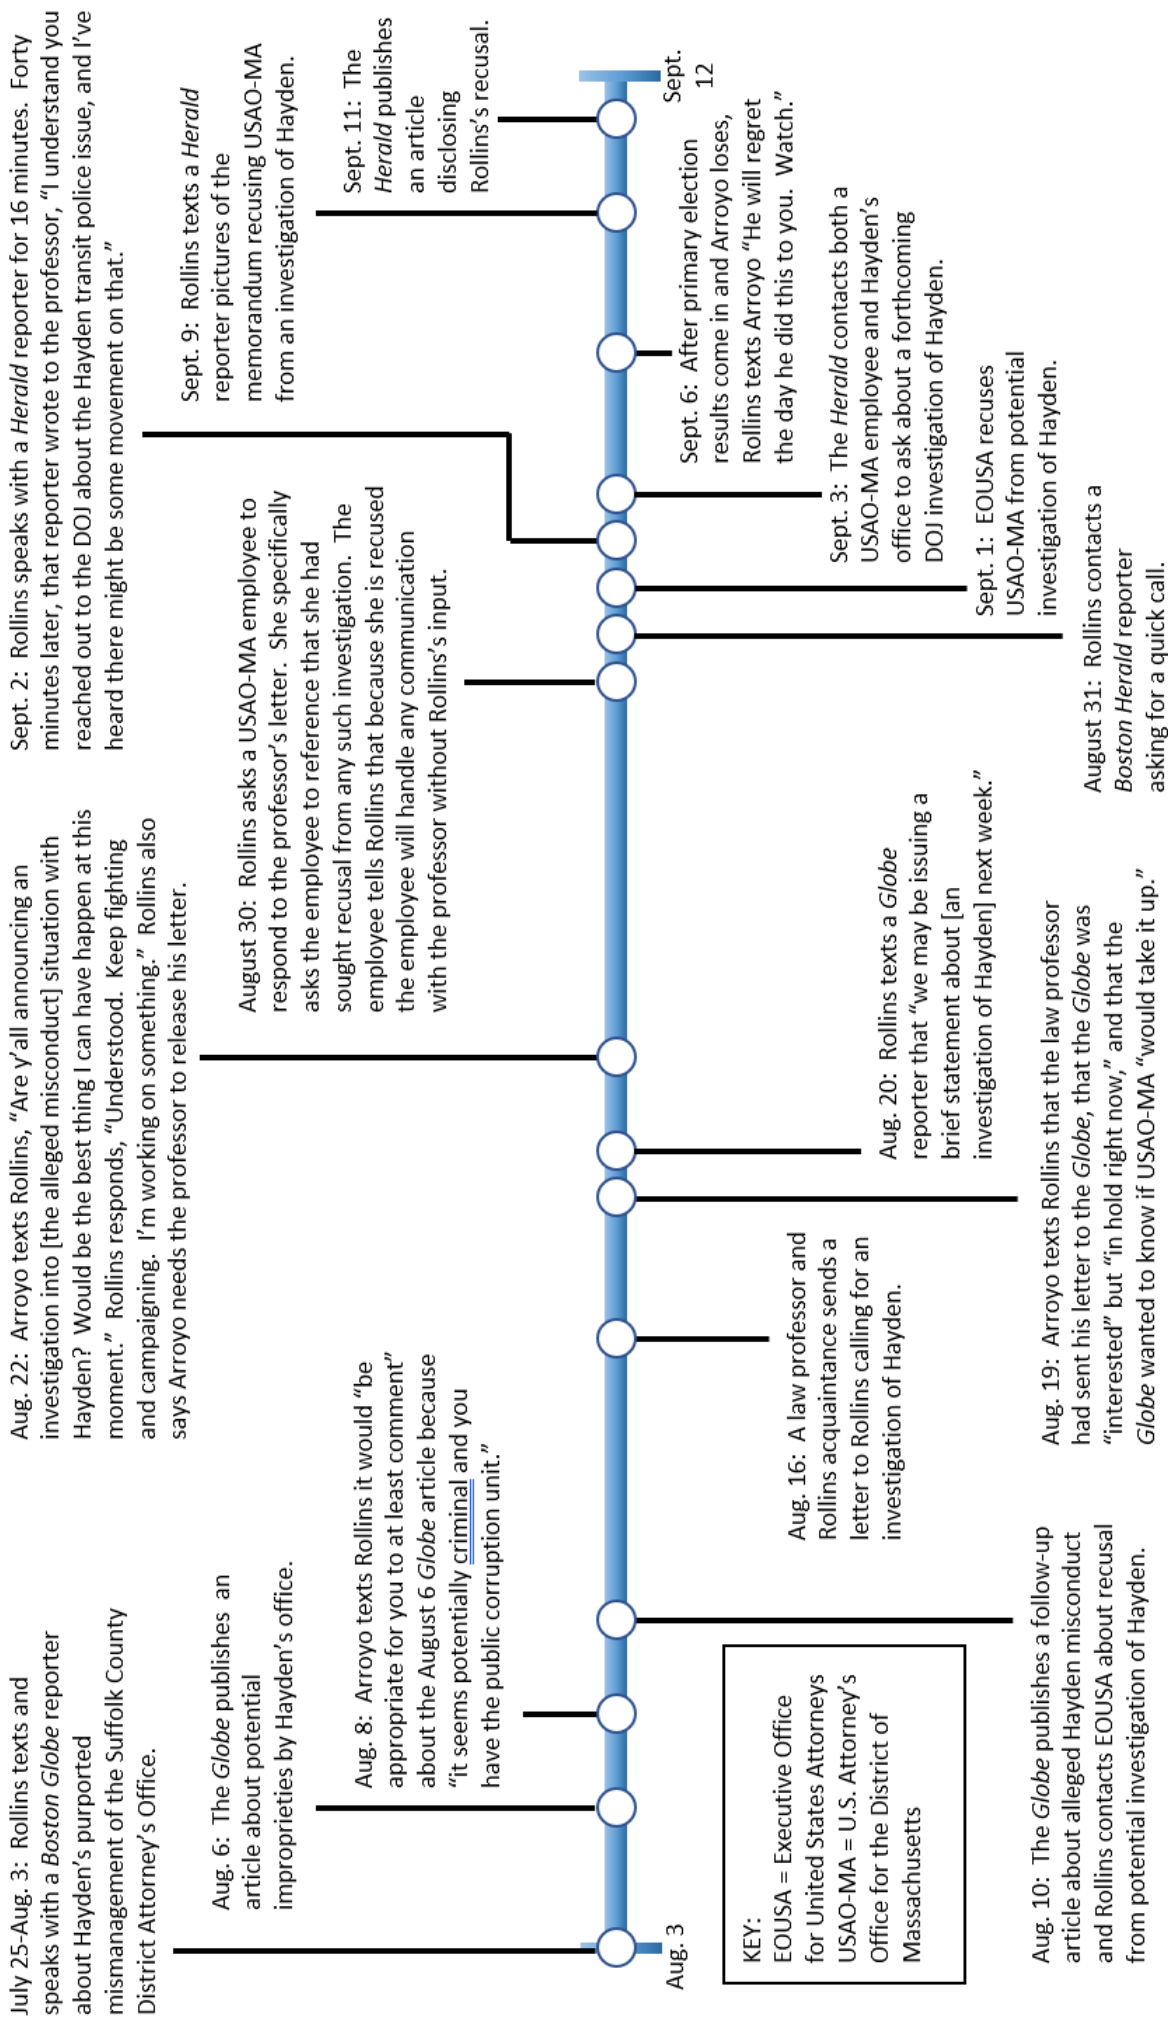 July 25-Aug. 3:  Rollins texts and
speaks with a Boston Globe reporter
about Hayden’s purported
mismanagement of the Suffolk County
District Attorney’s Office.
Aug. 3
Aug. 6:  The Globe publishes  an
article about potential
improprieties by Hayden’s office.
Aug. 8:  Arroyo texts Rollins it would “be
appropriate for you to at least comment”
about the August 6 Globe article because
“it seems potentially criminal and you
have the public corruption unit.”
Aug. 10:  The Globe publishes a follow-up
article about alleged Hayden misconduct
and Rollins contacts EOUSA about recusal
from potential investigation of Hayden.
Aug. 16:  A law professor and
Rollins acquaintance sends a
letter to Rollins calling for an
investigation of Hayden.
Aug. 19:  Arroyo texts Rollins that the law professor
had sent his letter to the Globe, that the Globe was
“interested” but “in hold right now,” and that the
Globe wanted to know if USAO-MA “would take it up.”
Aug. 20:  Rollins texts a Globe
reporter that “we may be issuing a
brief statement about [an
investigation of Hayden] next week.”
Aug. 22:  Arroyo texts Rollins, “Are y’all announcing an
investigation into [the alleged misconduct] situation with
Hayden?  Would be the best thing I can have happen at this
moment.”  Rollins responds, “Understood.  Keep fighting
and campaigning.  I’m working on something.”  Rollins also
says Arroyo needs the professor to release his letter.
August 30:  Rollins asks a USAO-MA employee to
respond to the professor’s letter.  She specifically
asks the employee to reference that she had
sought recusal from any such investigation.  The
employee tells Rollins that because she is recused
the employee will handle any communication
with the professor without Rollins’s input.
August 31:  Rollins contacts a
Boston Herald reporter
asking for a quick call.
Sept. 1:  EOUSA recuses
USAO-MA from potential
investigation of Hayden.
Sept. 2:  Rollins speaks with a Herald reporter for 16 minutes.  Forty
minutes later, that reporter wrote to the professor, “I understand you
reached out to the DOJ about the Hayden transit police issue, and I’ve
heard there might be some movement on that.”
Sept. 3:  The Herald contacts both a
USAO-MA employee and Hayden’s
office to ask about a forthcoming
DOJ investigation of Hayden.
Sept. 6:  After primary election
results come in and Arroyo loses,
Rollins texts Arroyo “He will regret
the day he did this to you.  Watch.”
Sept. 9:  Rollins texts a Herald
reporter pictures of the
memorandum recusing USAO-MA
from an investigation of Hayden.
Sept. 11:  The
Herald publishes
an article
disclosing
Rollins’s recusal.
Sept.
12
KEY:
EOUSA = Executive Office
for United States Attorneys
USAO-MA = U.S. Attorney’s
Office for the District of
Massachusetts